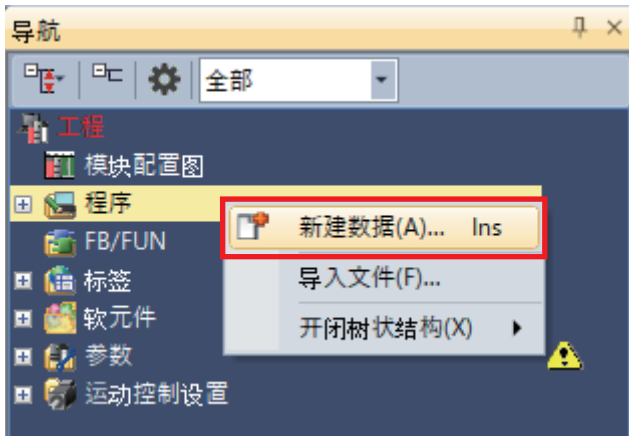 导航
全部
工程
模块配置图
程序
新建数据(A)... Ins
FB/FUN
导入文件(F)...
标签
开闭树状结构(X)
软元件
参数
运动控制设置